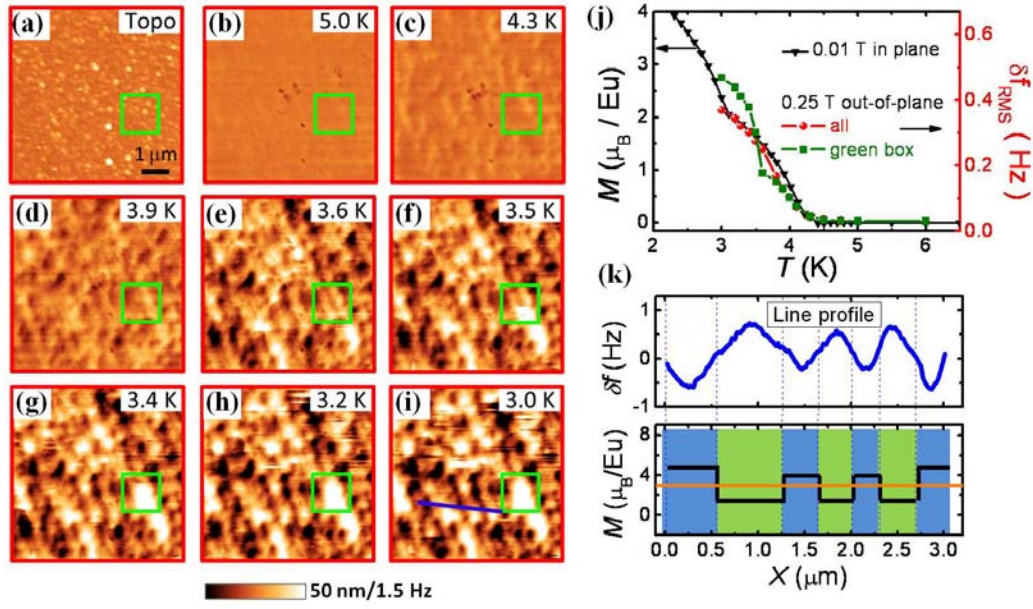 (a) Topo
1 μm
(b) 5.0 K
(c) 4.3 K
(d) 3.9 K
(e) 3.6 K
(f) 3.5 K
(g) 3.4 K
(h) 3.2 K
(i) 3.0 K
50 nm/1.5 Hz
(j)
4
3
2
1
0
M (μB / Eu)
0.01 T in plane
0.25 T out-of-plane
all
green box
0.6
0.4
0.2
0.0
δfRMS (Hz)
2 3 4 5 6
T (K)
(k)
Line profile
1
0
-1
δf (Hz)
8
4
0
M (μB/Eu)
0.0 0.5 1.0 1.5 2.0 2.5 3.0
X (μm)